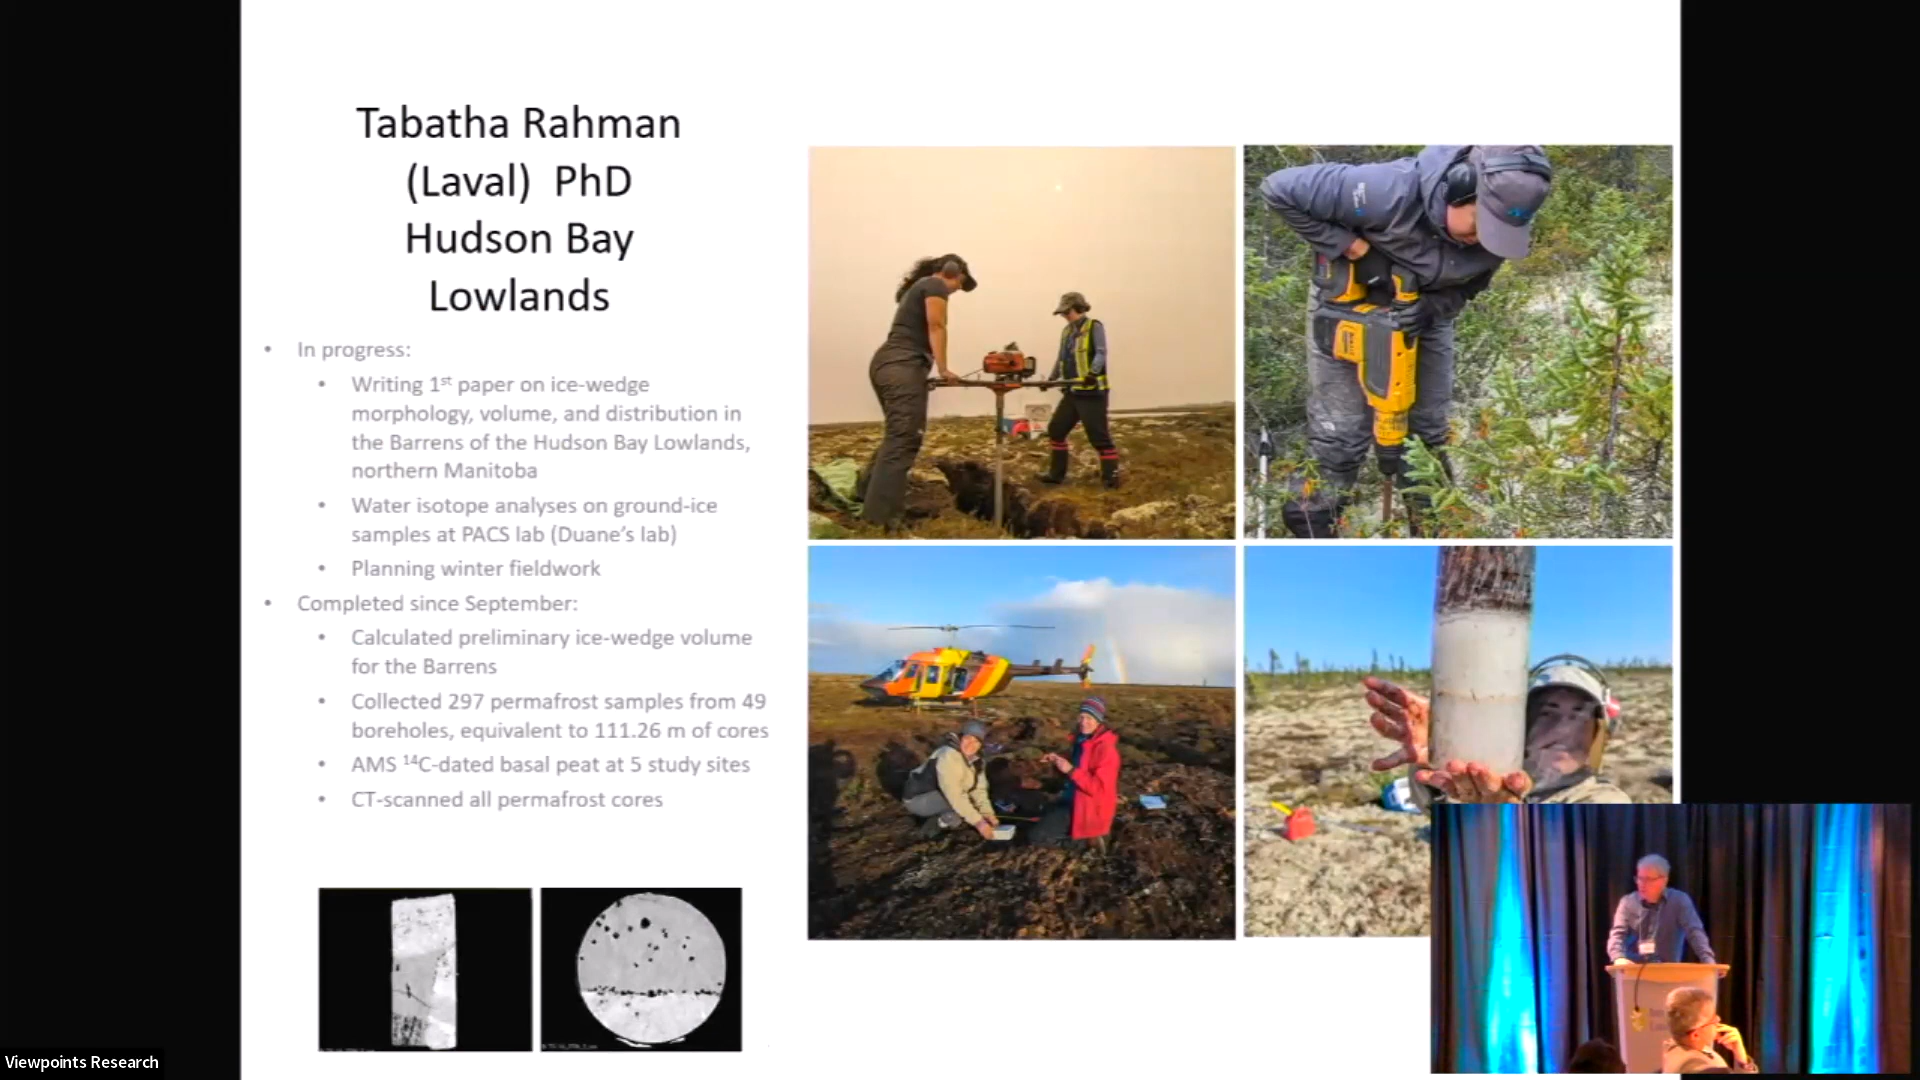 Tabatha Rahman
(Laval) PhD
Hudson Bay
Lowlands
• In progress:
• Writing 1st paper on ice-wedge
morphology, volume, and distribution in
the Barrens of the Hudson Bay Lowlands,
northern Manitoba
• Water isotope analyses on ground-ice
samples at PACS lab (Duane's lab)
• Planning winter fieldwork
• Completed since September:
• Calculated preliminary ice-wedge volume
for the Barrens
• Collected 297 permafrost samples from 49
boreholes, equivalent to 111.26 m of cores
• AMS 14C-dated basal peat at 5 study sites
• CT-scanned all permafrost cores
Viewpoints Research